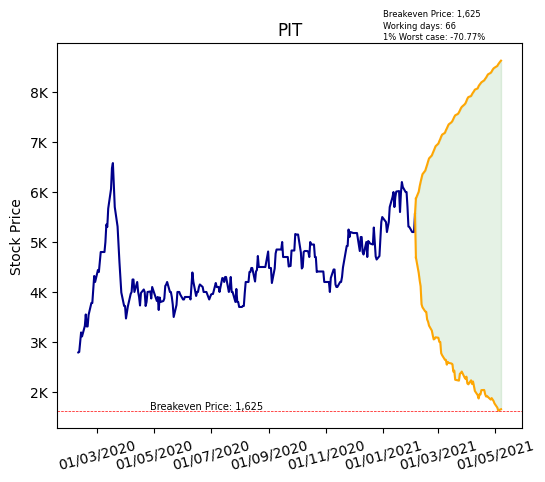 Breakeven Price: 1,625
Working days: 66
1% Worst case: -70.77%
PIT
Stock Price
8K
7K
6K
5K
4K
3K
2K
Breakeven Price: 1,625
01/03/2020 01/05/2020 01/07/2020 01/09/2020 01/11/2020 01/01/2021 01/03/2021 01/05/2021